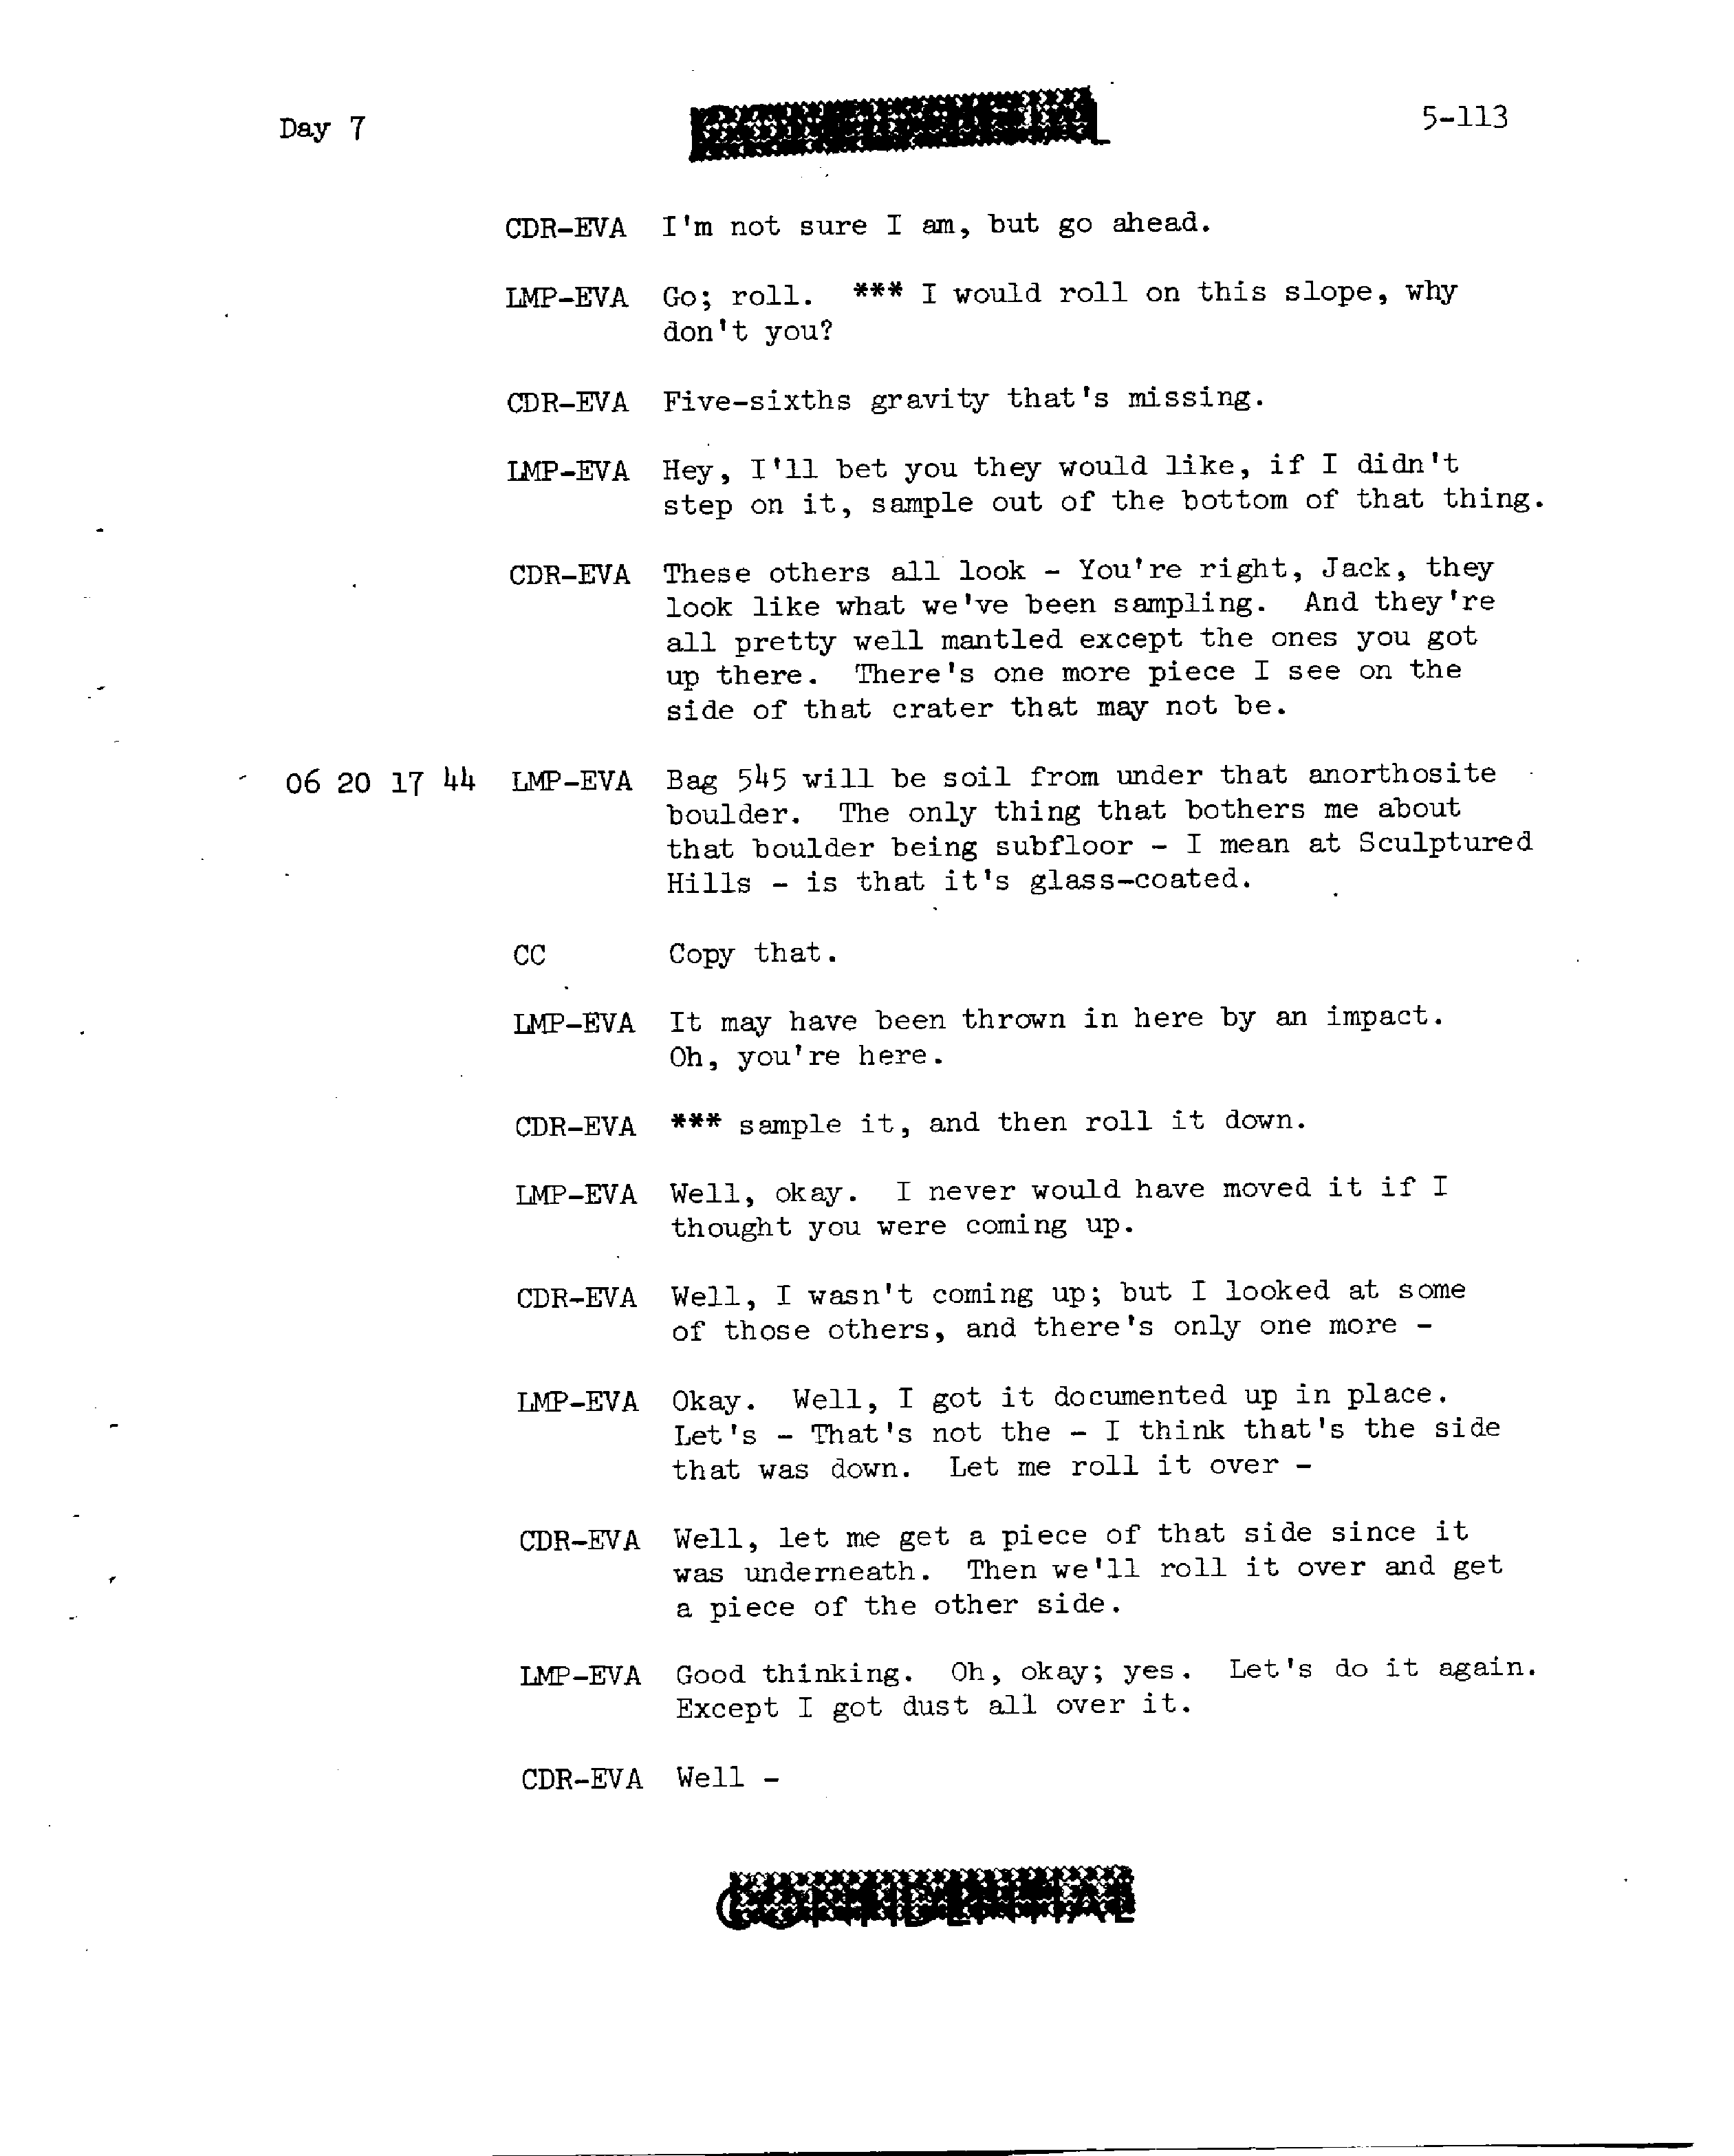 Day 7
5-113
CDR-EVA I'm not sure I am, but go ahead.
LMP-EVA Go; roll. *** I would roll on this slope, why
don't you?
CDR-EVA Five-sixths gravity that's missing.
LMP-EVA Hey, I'll bet you they would like, if I didn't
step on it, sample out of the bottom of that thing.
CDR-EVA These others all look - You're right, Jack, they
look like what we've been sampling. And they're
all pretty well mantled except the ones you got
up there. There's one more piece I see on the
side of that crater that may not be.
06 20 17 44 LMP-EVA Bag 545 will be soil from under that anorthosite
boulder. The only thing that bothers me about
that boulder being subfloor - I mean at Sculptured
Hills - is that it's glass-coated.
CC Copy that.
LMP-EVA It may have been thrown in here by an impact.
Oh, you're here.
CDR-EVA *** sample it, and then roll it down.
LMP-EVA Well, okay. I never would have moved it if I
thought you were coming up.
CDR-EVA Well, I wasn't coming up; but I looked at some
of those others, and there's only one more -
LMP-EVA Okay. Well, I got it documented up in place.
Let's - That's not the - I think that's the side
that was down. Let me roll it over -
CDR-EVA Well, let me get a piece of that side since it
was underneath. Then we'll roll it over and get
a piece of the other side.
LMP-EVA Good thinking. Oh, okay; yes. Let's do it again.
Except I got dust all over it.
CDR-EVA Well -
CONFIDENTIAL